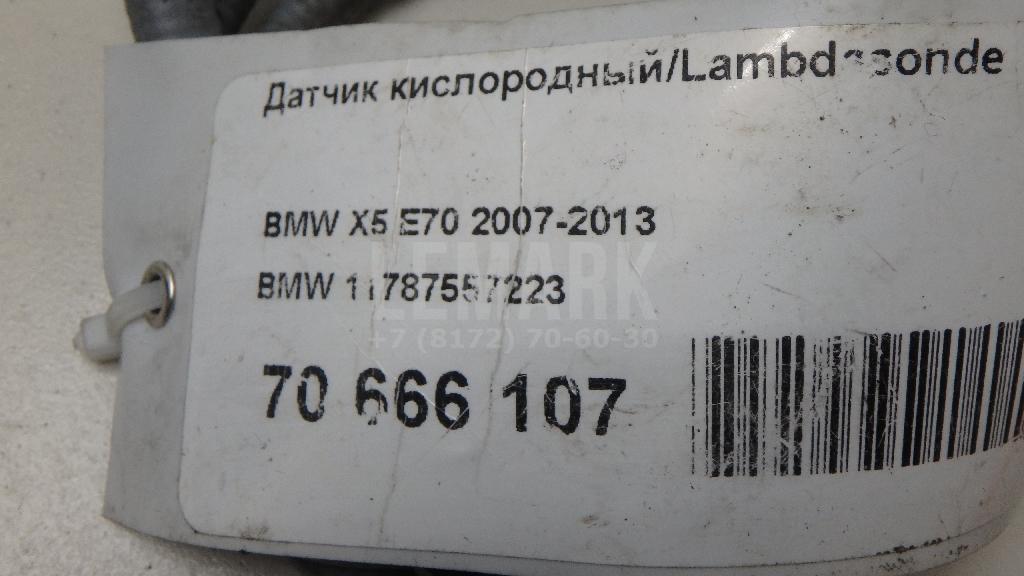 Датчик кислородный/Lambdasonde
BMW X5 E70 2007-2013
BMW 11787557223
LEMARK
+7 (8172) 70-60-30
70 666 107